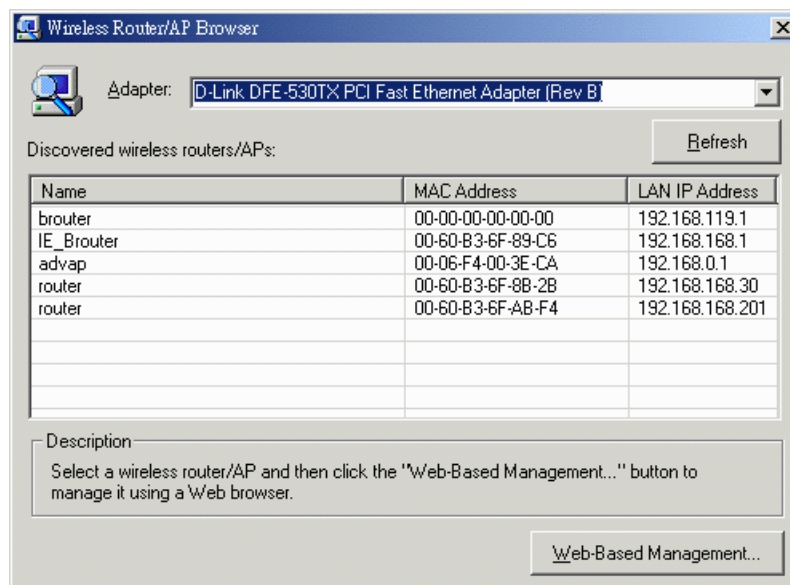 Wireless Router/AP Browser
Adapter: D-Link DFE-530TX PCI Fast Ethernet Adapter (Rev B)
Refresh
Discovered wireless routers/APs:
Name MAC Address LAN IP Address
brouter 00-00-00-00-00-00 192.168.119.1
IE_Brouter 00-60-B3-6F-89-C6 192.168.168.1
advap 00-06-F4-00-3E-CA 192.168.0.1
router 00-60-B3-6F-8B-2B 192.168.168.30
router 00-60-B3-6F-AB-F4 192.168.168.201
Description
Select a wireless router/AP and then click the "Web-Based Management..." button to
manage it using a Web browser.
Web-Based Management...